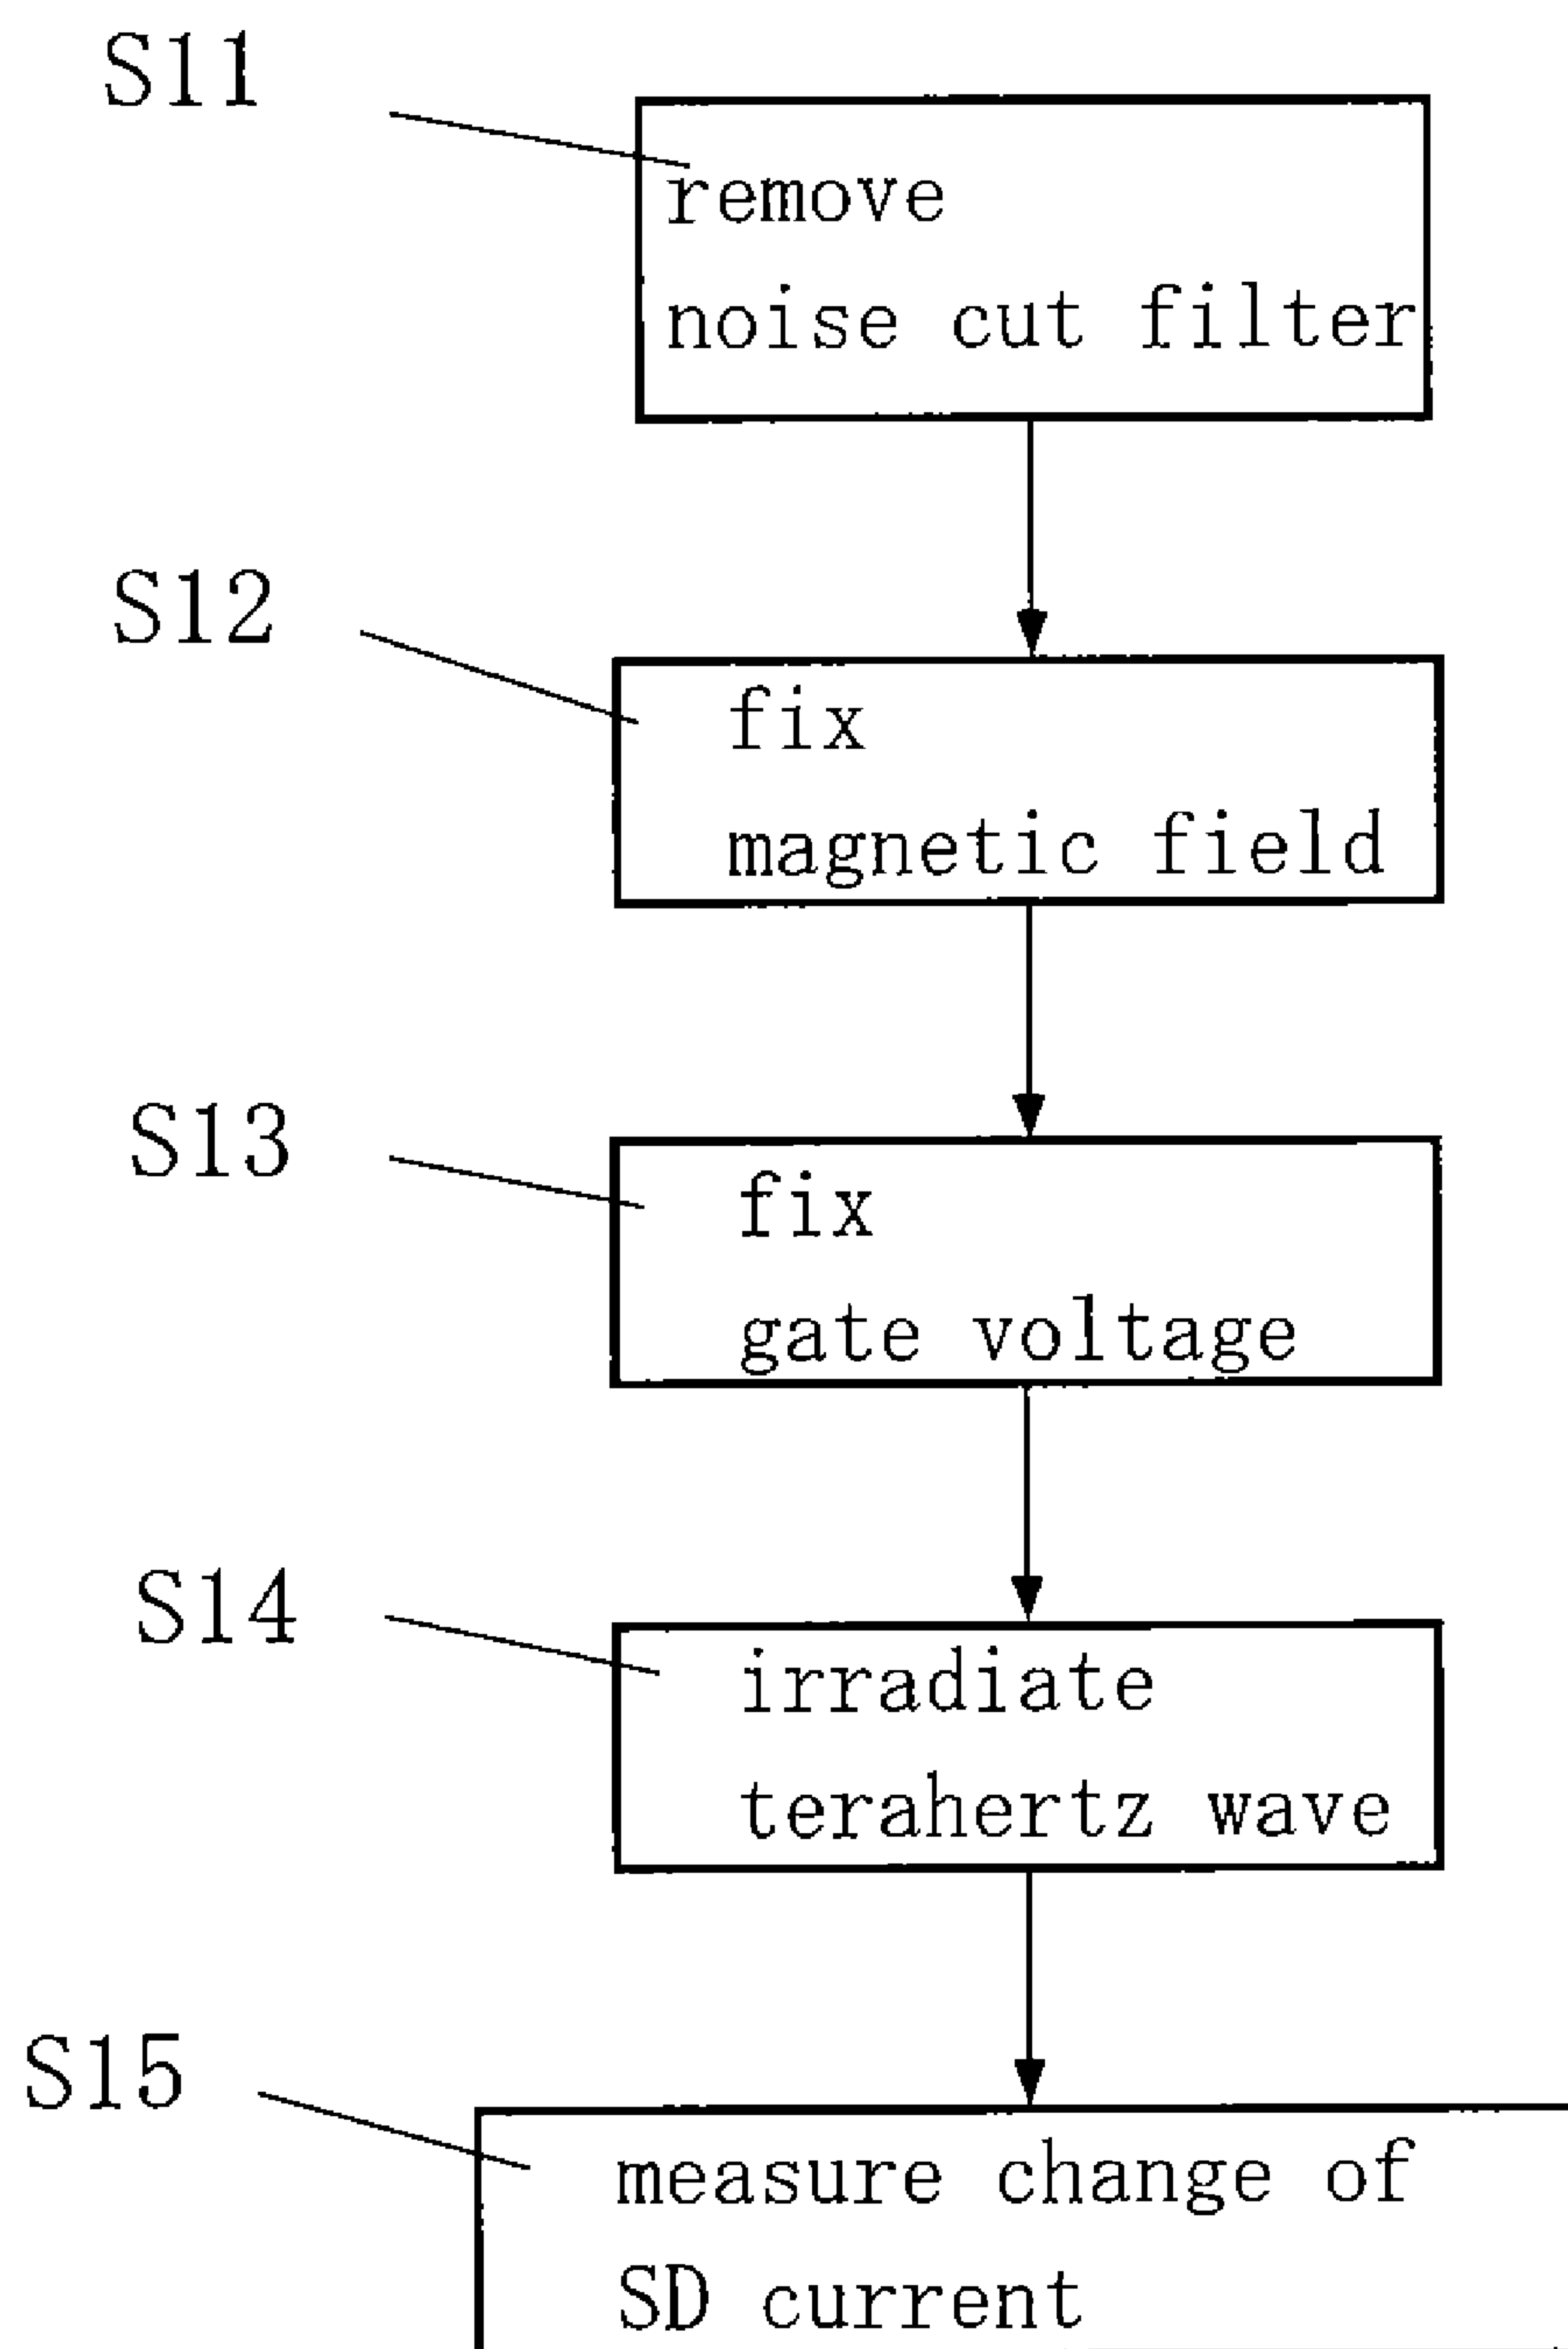 S11
remove
noise cut filter
S12
fix
magnetic field
S13
fix
gate voltage
S14
irradiate
terahertz wave
S15
measure change of
SD current